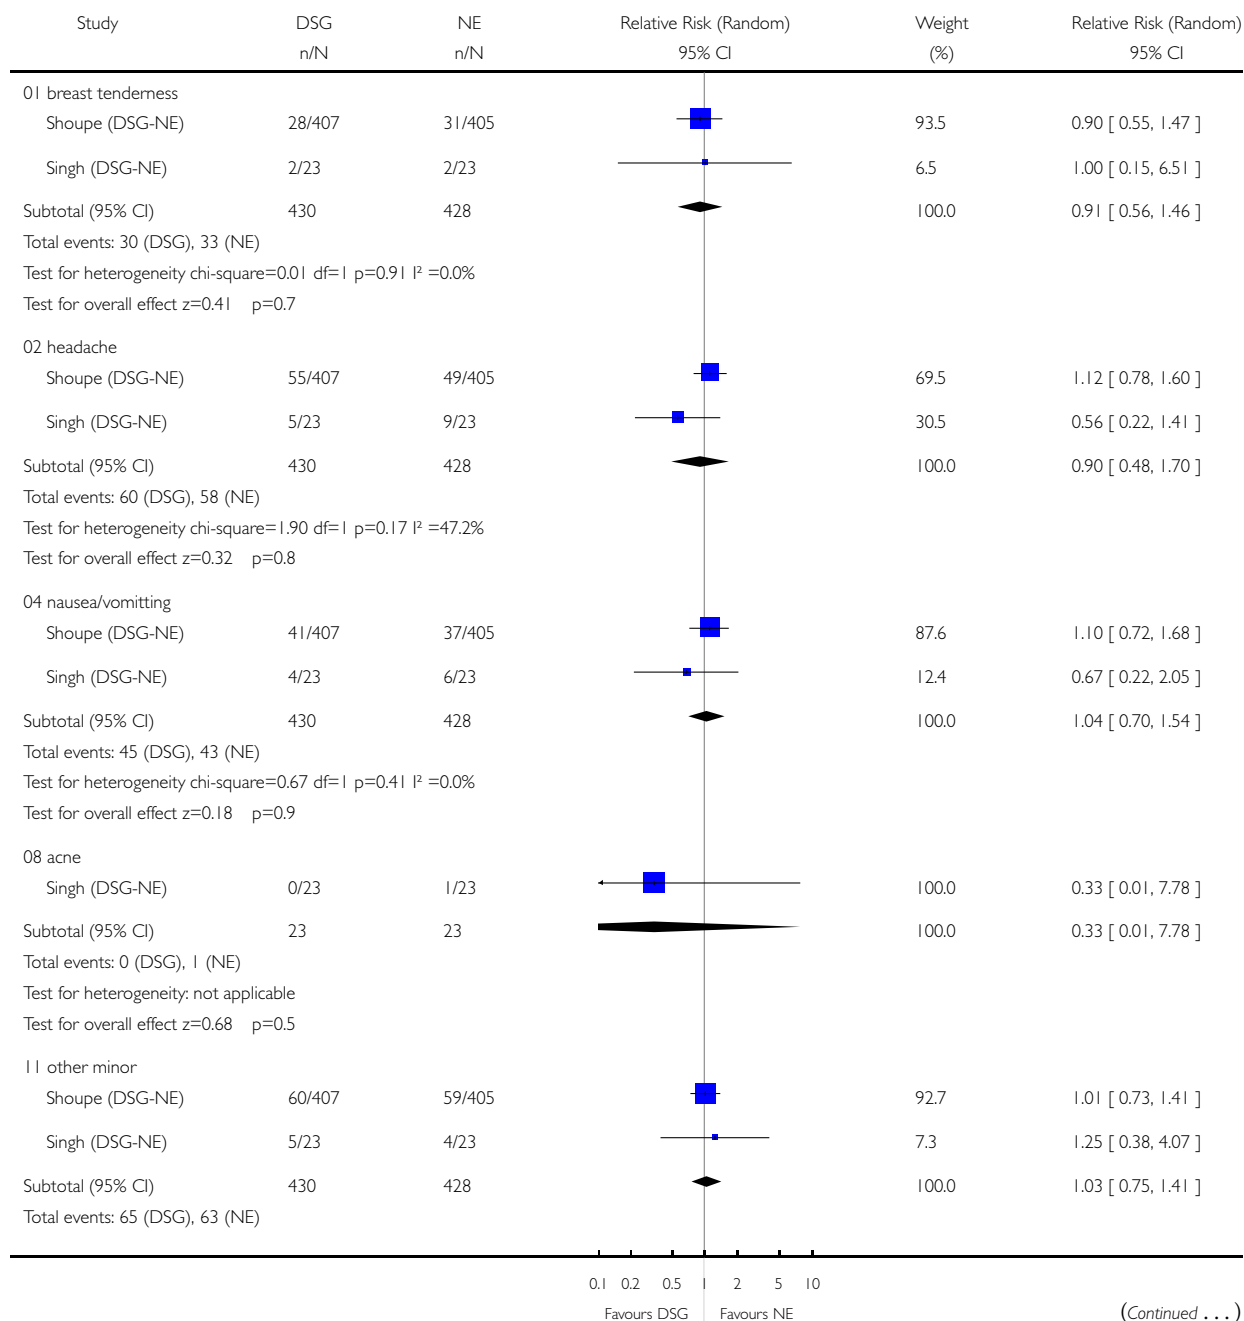 Study DSG NE Relative Risk (Random) Weight Relative Risk (Random)
n/N n/N 95% CI (%) 95% CI
01 breast tenderness
Shoupe (DSG-NE) 28/407 31/405 93.5 0.90 [ 0.55, 1.47 ]
Singh (DSG-NE) 2/23 2/23 6.5 1.00 [ 0.15, 6.51 ]
Subtotal (95% CI) 430 428 100.0 0.91 [ 0.56, 1.46 ]
Total events: 30 (DSG), 33 (NE)
Test for heterogeneity chi-square=0.01 df=1 p=0.91 I² =0.0%
Test for overall effect z=0.41 p=0.7
02 headache
Shoupe (DSG-NE) 55/407 49/405 69.5 1.12 [ 0.78, 1.60 ]
Singh (DSG-NE) 5/23 9/23 30.5 0.56 [ 0.22, 1.41 ]
Subtotal (95% CI) 430 428 100.0 0.90 [ 0.48, 1.70 ]
Total events: 60 (DSG), 58 (NE)
Test for heterogeneity chi-square=1.90 df=1 p=0.17 I² =47.2%
Test for overall effect z=0.32 p=0.8
04 nausea/vomitting
Shoupe (DSG-NE) 41/407 37/405 87.6 1.10 [ 0.72, 1.68 ]
Singh (DSG-NE) 4/23 6/23 12.4 0.67 [ 0.22, 2.05 ]
Subtotal (95% CI) 430 428 100.0 1.04 [ 0.70, 1.54 ]
Total events: 45 (DSG), 43 (NE)
Test for heterogeneity chi-square=0.67 df=1 p=0.41 I² =0.0%
Test for overall effect z=0.18 p=0.9
08 acne
Singh (DSG-NE) 0/23 1/23 100.0 0.33 [ 0.01, 7.78 ]
Subtotal (95% CI) 23 23 100.0 0.33 [ 0.01, 7.78 ]
Total events: 0 (DSG), 1 (NE)
Test for heterogeneity: not applicable
Test for overall effect z=0.68 p=0.5
11 other minor
Shoupe (DSG-NE) 60/407 59/405 92.7 1.01 [ 0.73, 1.41 ]
Singh (DSG-NE) 5/23 4/23 7.3 1.25 [ 0.38, 4.07 ]
Subtotal (95% CI) 430 428 100.0 1.03 [ 0.75, 1.41 ]
Total events: 65 (DSG), 63 (NE)
0.1 0.2 0.5 1 2 5 10
Favours DSG Favours NE (Continued . . . )